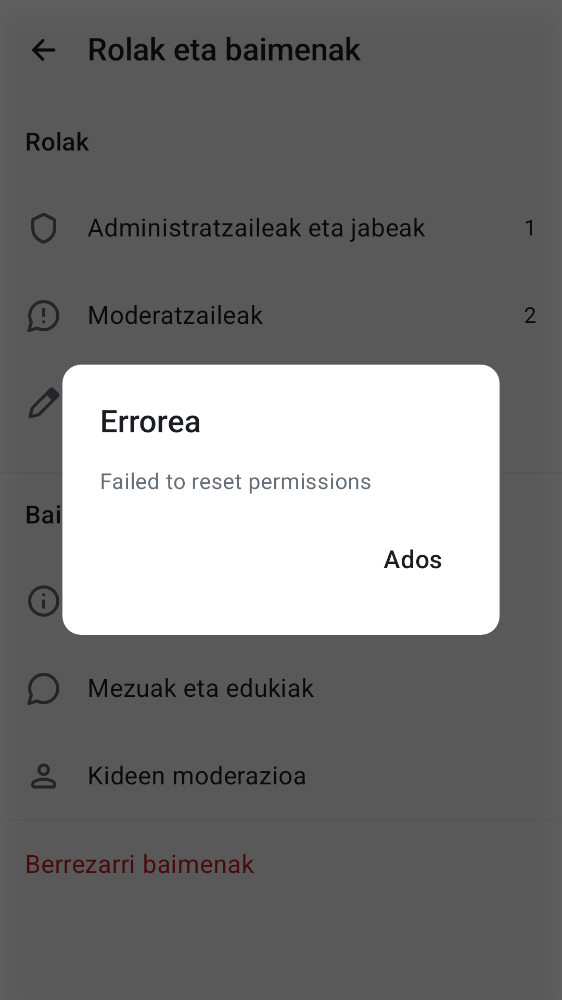 Rolak eta baimenak
Rolak
Administratzaileak eta jabeak 1
Moderatzaileak 2
Errorea
Failed to reset permissions
Ados
Bai
Mezuak eta edukiak
Kideen moderazioa
Berrezarri baimenak